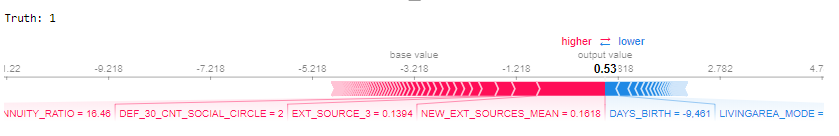 Truth: 1
higher ⇄ lower
base value output value
1.22 -9.218 -7.218 -5.218 -3.218 -1.218 0.53 318 2.782 4.7
NNUITY_RATIO = 16.46 DEF_30_CNT_SOCIAL_CIRCLE = 2 EXT_SOURCE_3 = 0.1394 NEW_EXT_SOURCES_MEAN = 0.1618 DAYS_BIRTH = -9,461 LIVINGAREA_MODE =